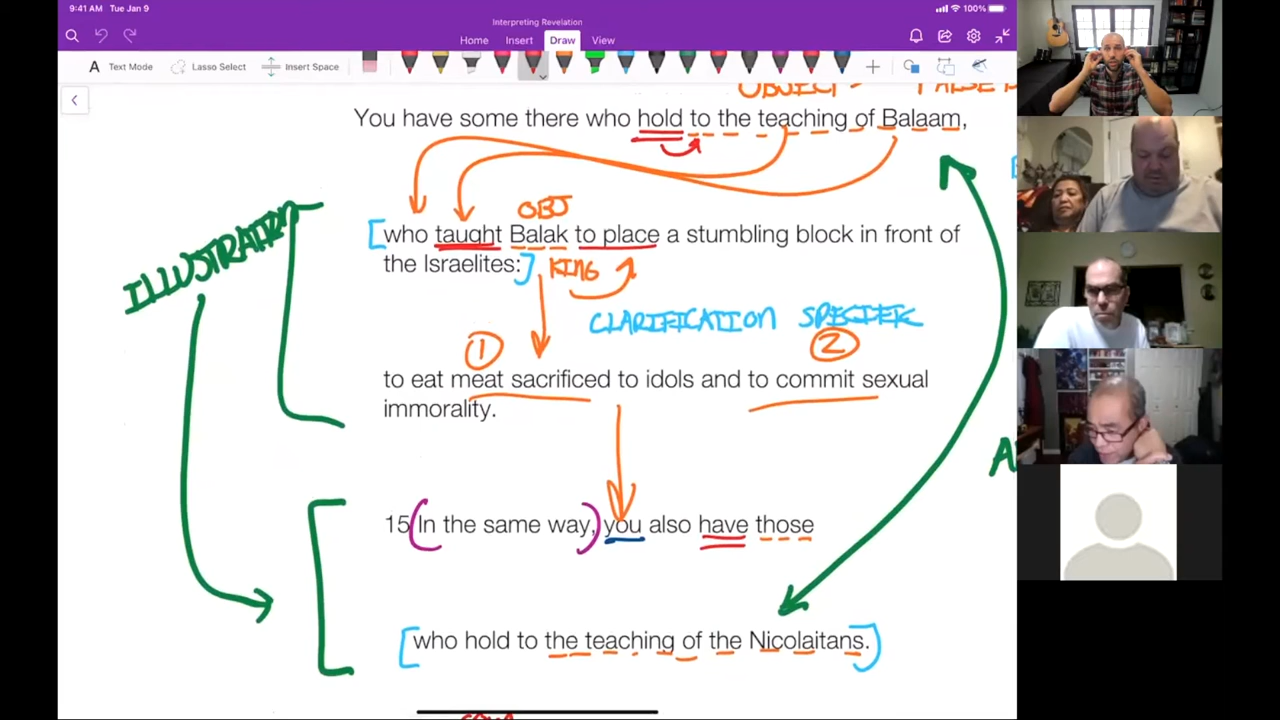 9:41 AM Tue Jan 9
100%
Interpreting Revelation
Home Insert Draw View
A Text Mode Lasso Select Insert Space
OBJECT
You have some there who hold to the teaching of Balaam,
OBJ
[who taught Balak to place a stumbling block in front of
the Israelites:] KING
ILLUSTRATION
CLARIFICATION
1 2
to eat meat sacrificed to idols and to commit sexual
immorality.
15 (In the same way), you also have those
[who hold to the teaching of the Nicolaitans.]